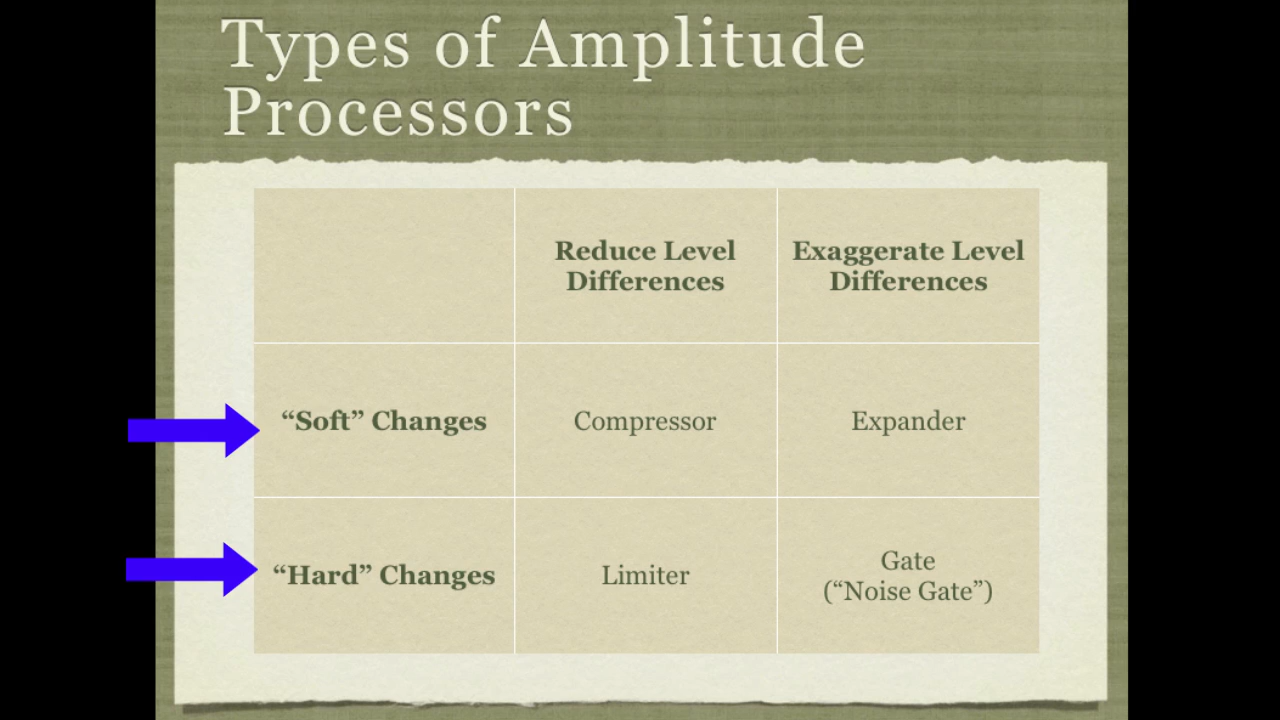 Types of Amplitude
Processors
Reduce Level
Differences
Exaggerate Level
Differences
“Soft” Changes
Compressor
Expander
“Hard” Changes
Limiter
Gate
(“Noise Gate”)